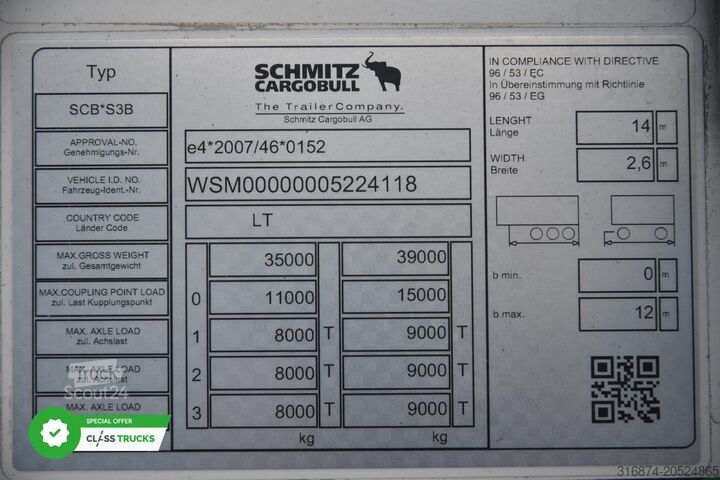 Typ
SCB*S3B
APPROVAL-NO.
Genehmigungs-Nr.
VEHICLE I.D. NO.
Fahrzeug-Ident.-Nr.
COUNTRY CODE
Länder Code
MAX.GROSS WEIGHT
zul. Gesamtgewicht
MAX.COUPLING POINT LOAD
zul. Last Kupplungspunkt
MAX. AXLE LOAD
zul. Achslast
MAX. AXLE LOAD
zul. Achslast
MAX. AXLE LOAD
SCHMITZ
CARGOBULL
The TrailerCompany.
Schmitz Cargobull AG
e4*2007/46*0152
WSM00000005224118
LT
35000 39000
0 11000 15000
1 8000 T 9000 T
2 8000 T 9000 T
3 8000 T 9000 T
kg kg
IN COMPLIANCE WITH DIRECTIVE
96 / 53 / EC
In Übereinstimmung mit Richtlinie
96 / 53 / EG
LENGHT
Länge
14 m
WIDTH
Breite
2,6 m
b min. 0 m
b max. 12 m
Truck
Scout24
SPECIAL OFFER
CLASSTRUCKS
316874-20524865